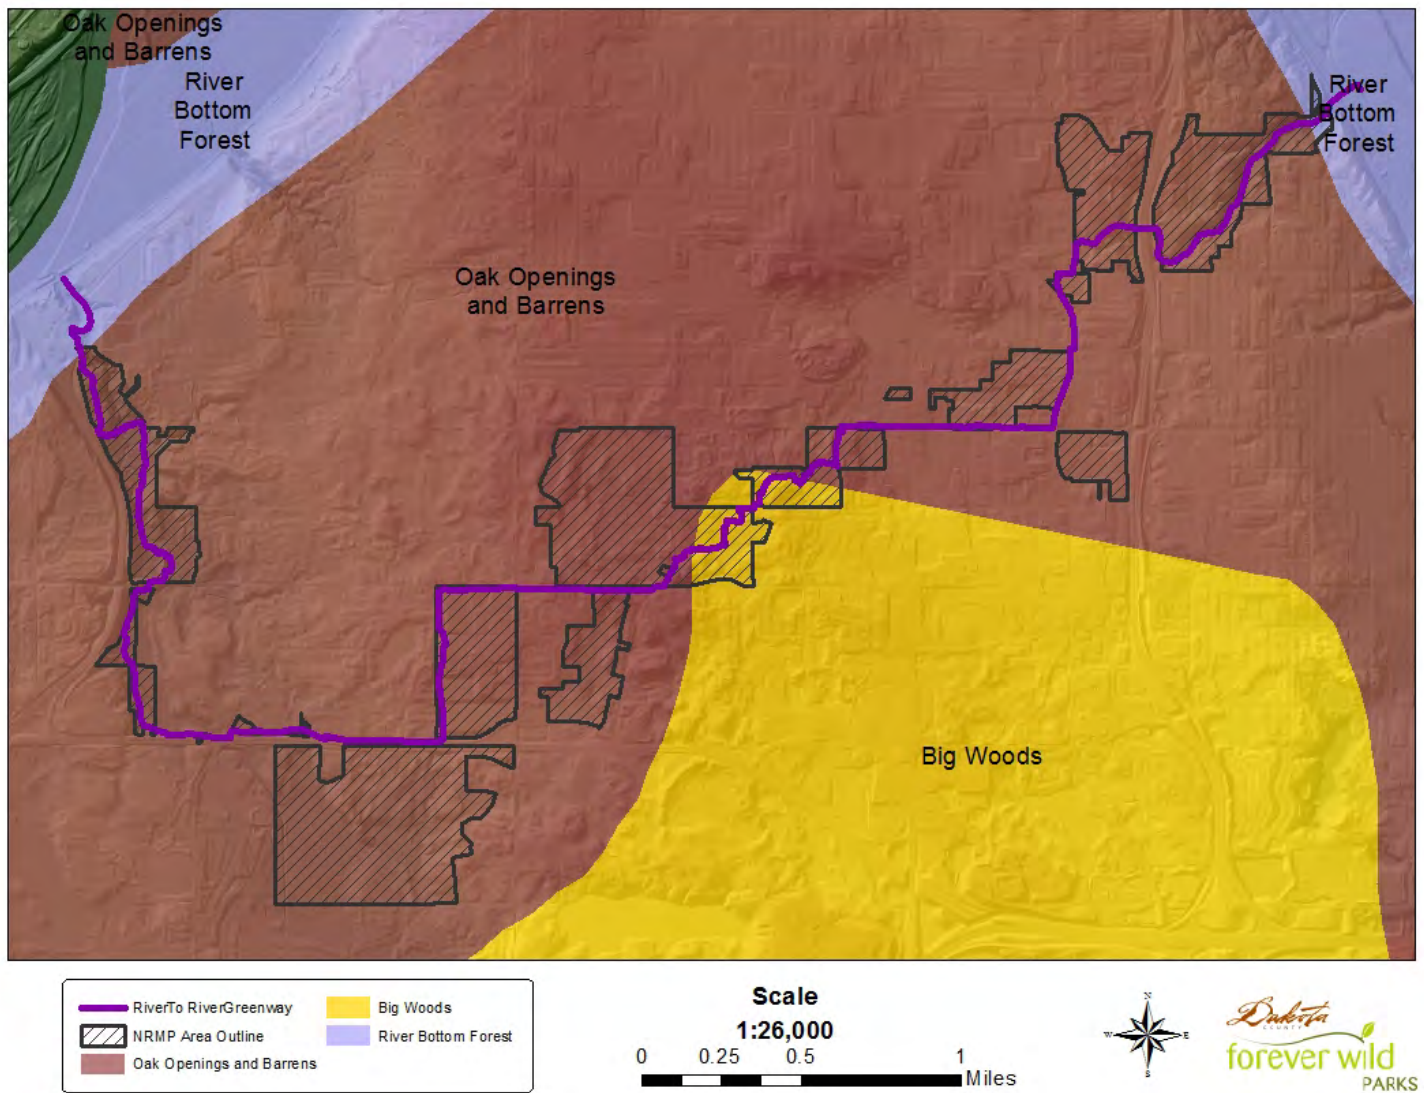 Oak Openings
and Barrens
River
Bottom
Forest
River
Bottom
Forest
Oak Openings
and Barrens
Big Woods
RiverTo RiverGreenway
NRMP Area Outline
Oak Openings and Barrens
Big Woods
River Bottom Forest
Scale
1:26,000
0 0.25 0.5 1
Miles
N
W E
S
Dakota
COUNTY
forever wild
PARKS